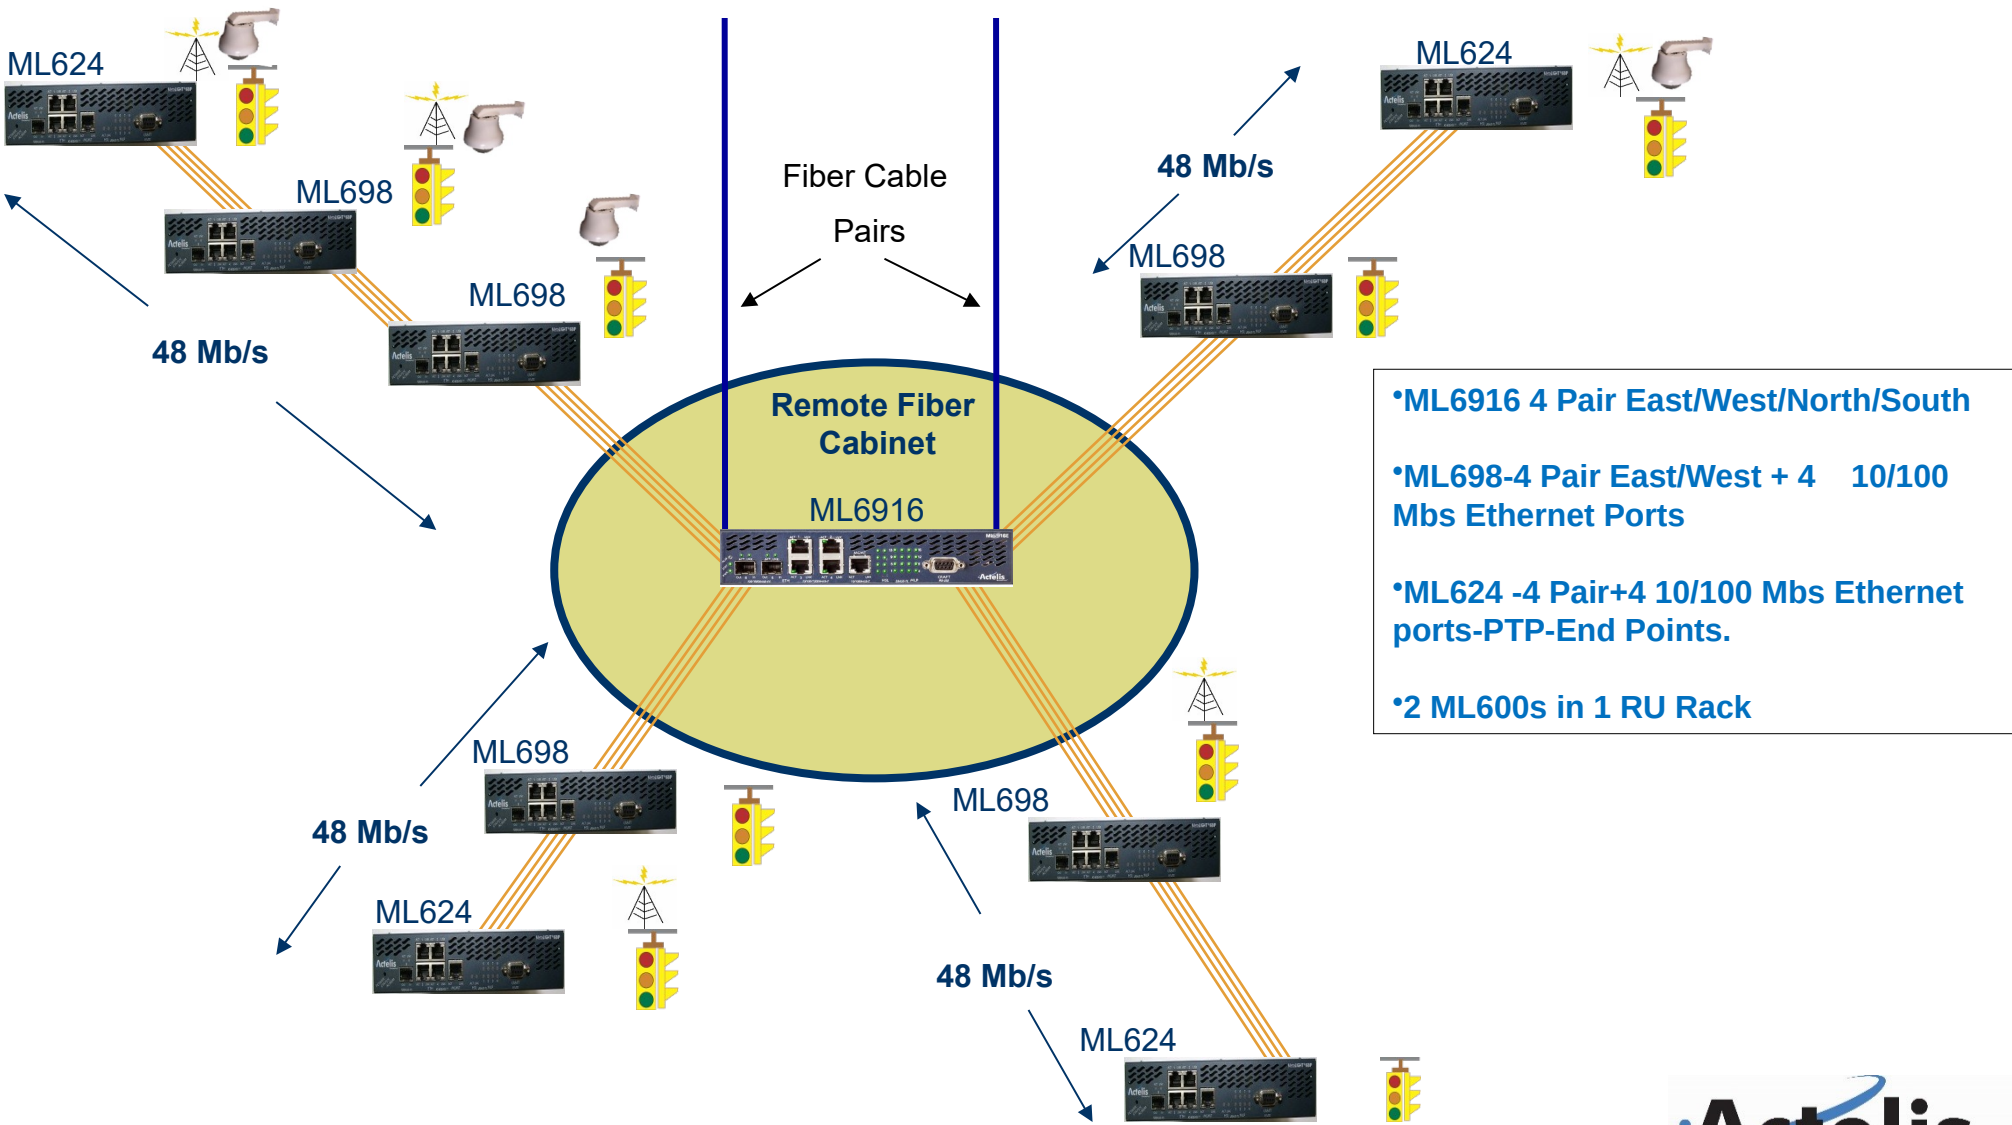 ML624
ML698
ML698
48 Mb/s
Fiber Cable
Pairs
ML624
48 Mb/s
ML698
Remote Fiber
Cabinet
ML6916
Actelis
•ML6916 4 Pair East/West/North/South
•ML698-4 Pair East/West + 4 10/100
Mbs Ethernet Ports
•ML624 -4 Pair+4 10/100 Mbs Ethernet
ports-PTP-End Points.
•2 ML600s in 1 RU Rack
ML698
48 Mb/s
ML624
ML698
48 Mb/s
ML624
Actelis